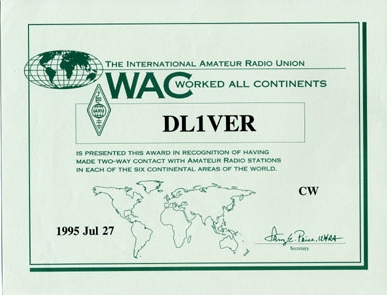 THE INTERNATIONAL AMATEUR RADIO UNION
WAC WORKED ALL CONTINENTS
IARU
DL1VER
IS PRESENTED THIS AWARD IN RECOGNITION OF HAVING
MADE TWO-WAY CONTACT WITH AMATEUR RADIO STATIONS
IN EACH OF THE SIX CONTINENTAL AREAS OF THE WORLD.
CW
1995 Jul 27
Secretary